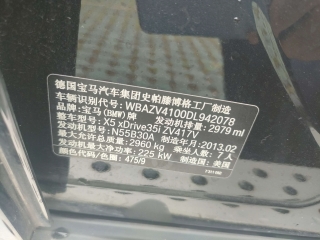 德国宝马汽车集团史帕滕博格工厂制造
车辆识别代号: WBAZV4100DL942078
品牌: 宝马(BMW)牌 发动机排量: 2979 ml
整车型号: X5 xDrive35i ZV417V
发动机型号: N55B30A 制造年月: 2013.02
最大允许总质量: 2960 kg 乘坐人数: 7人
发动机最大净功率: 225 kW 制造国: 美国
颜色代码/色漆: 475/9